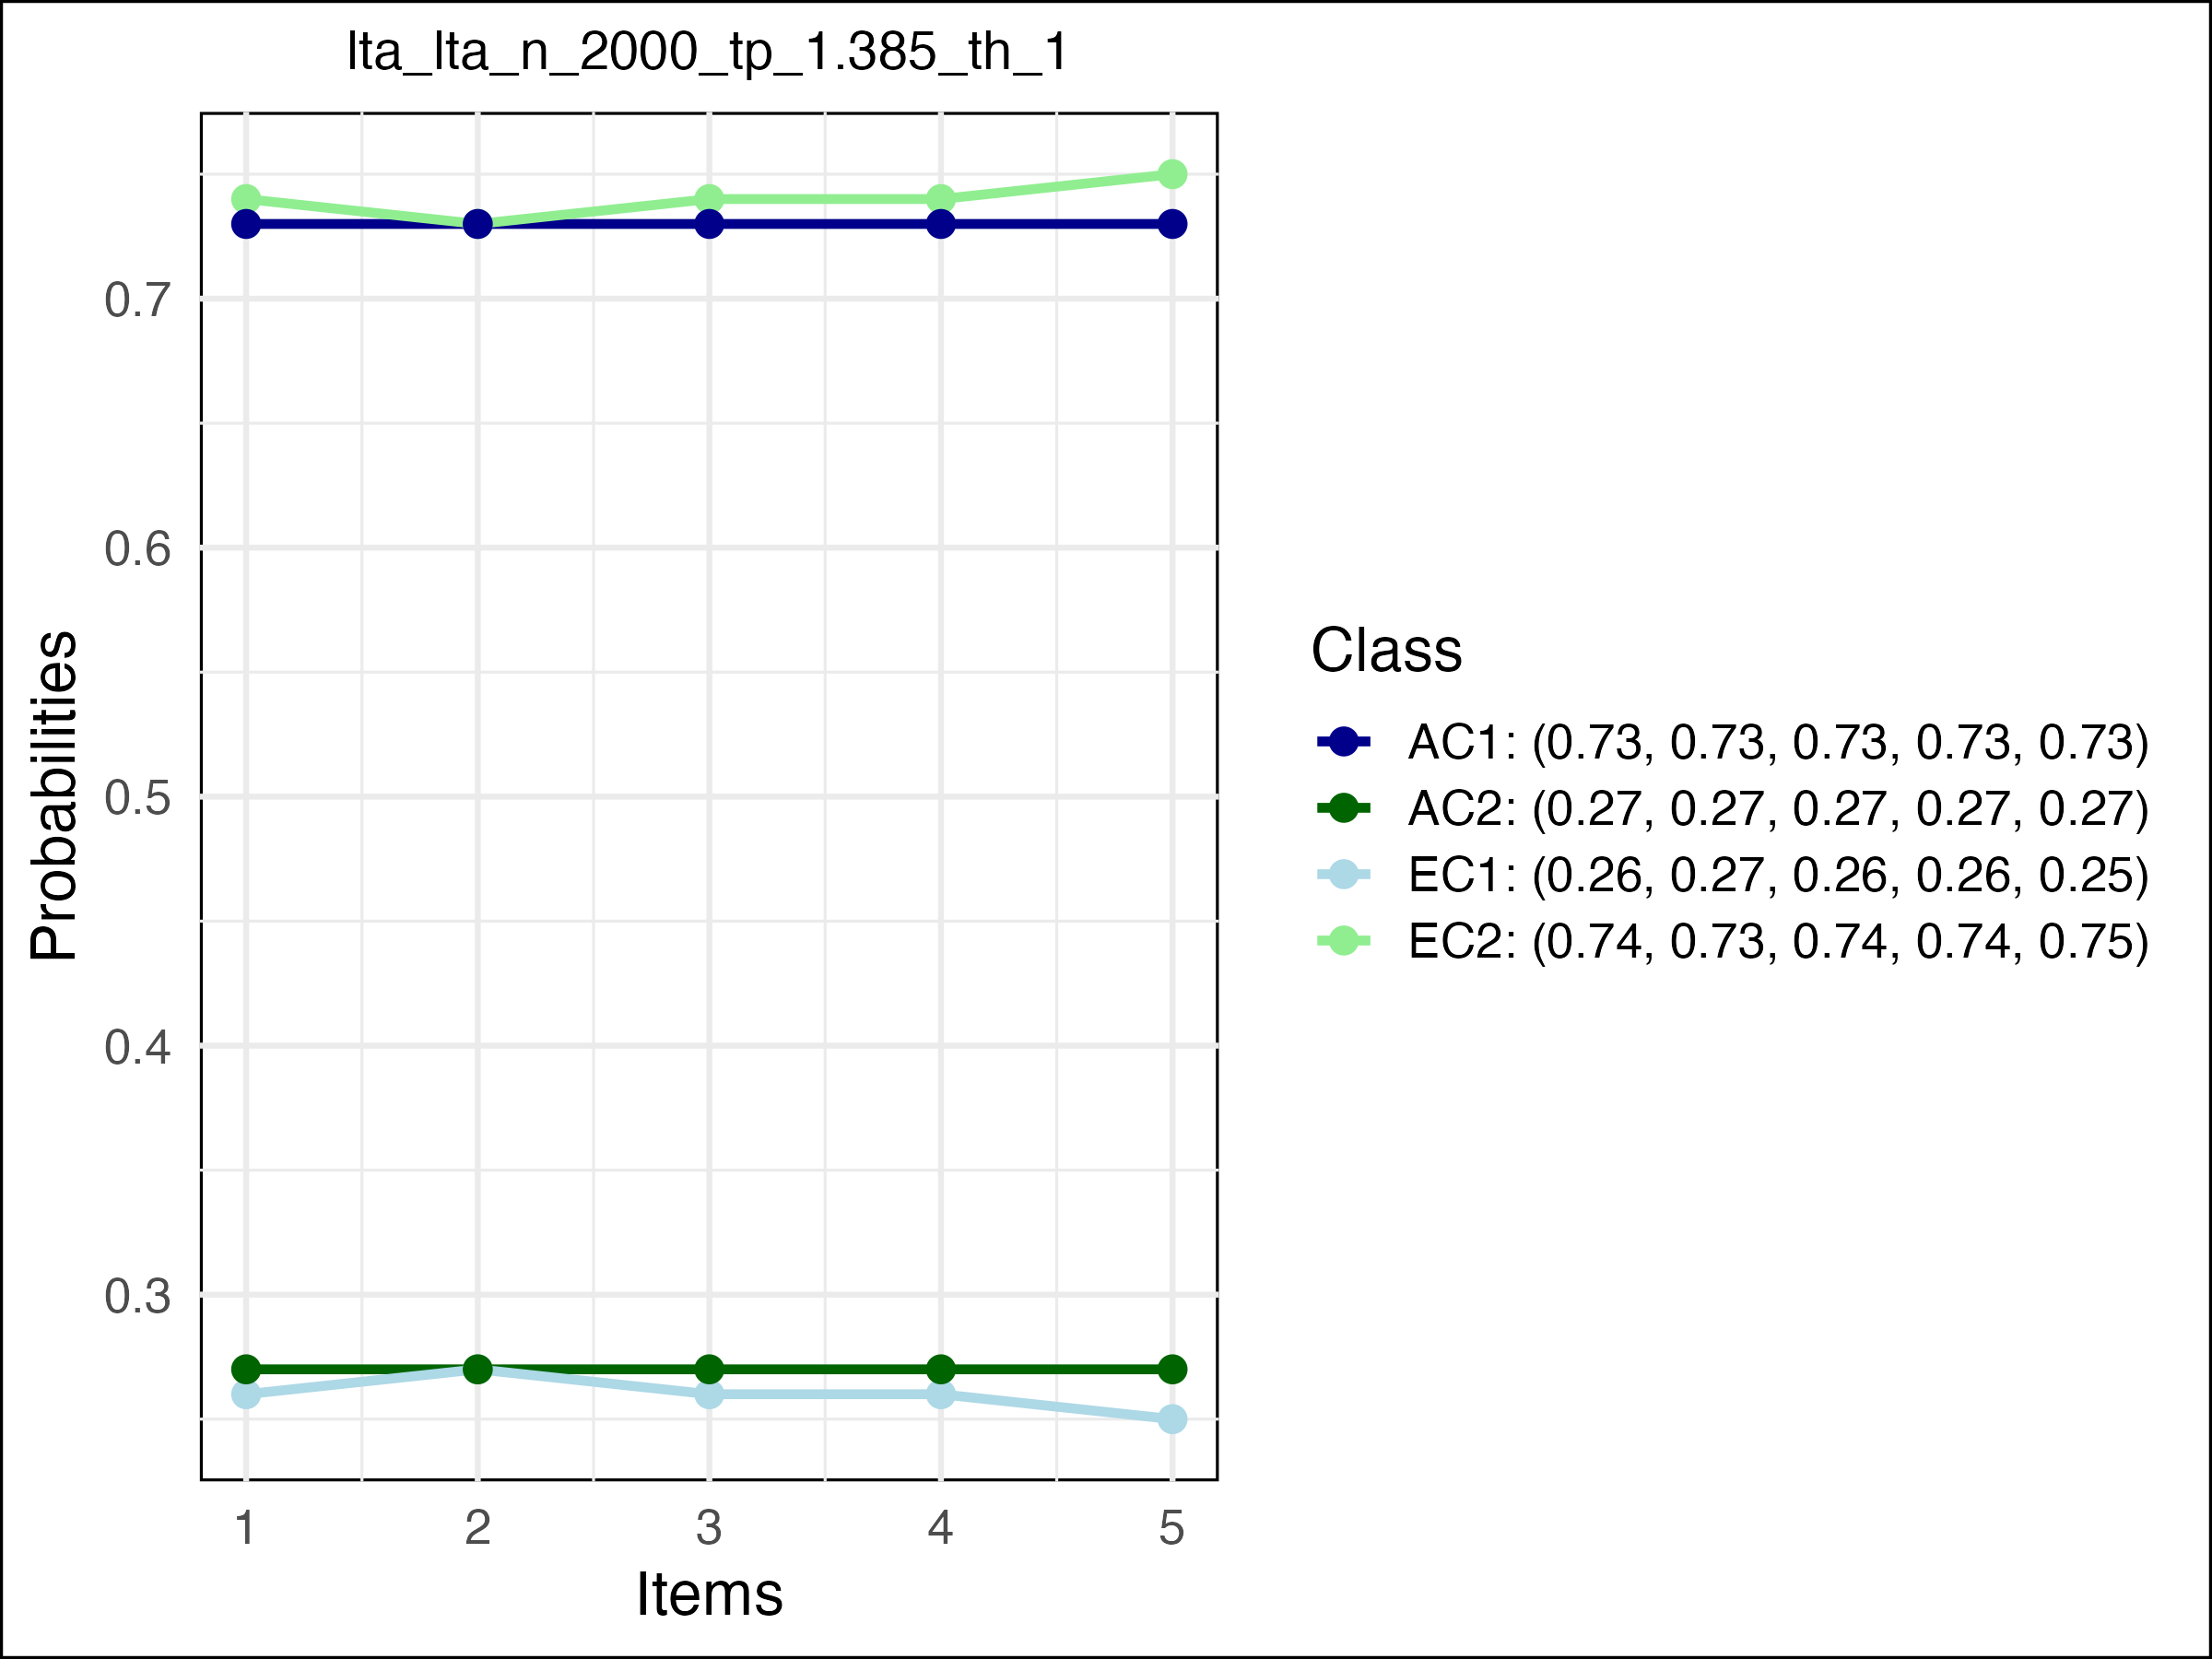 lta_lta_n_2000_tp_1.385_th_1
Probabilities
0.7
0.6
0.5
0.4
0.3
1 2 3 4 5
Items
Class
AC1: (0.73, 0.73, 0.73, 0.73, 0.73)
AC2: (0.27, 0.27, 0.27, 0.27, 0.27)
EC1: (0.26, 0.27, 0.26, 0.26, 0.25)
EC2: (0.74, 0.73, 0.74, 0.74, 0.75)